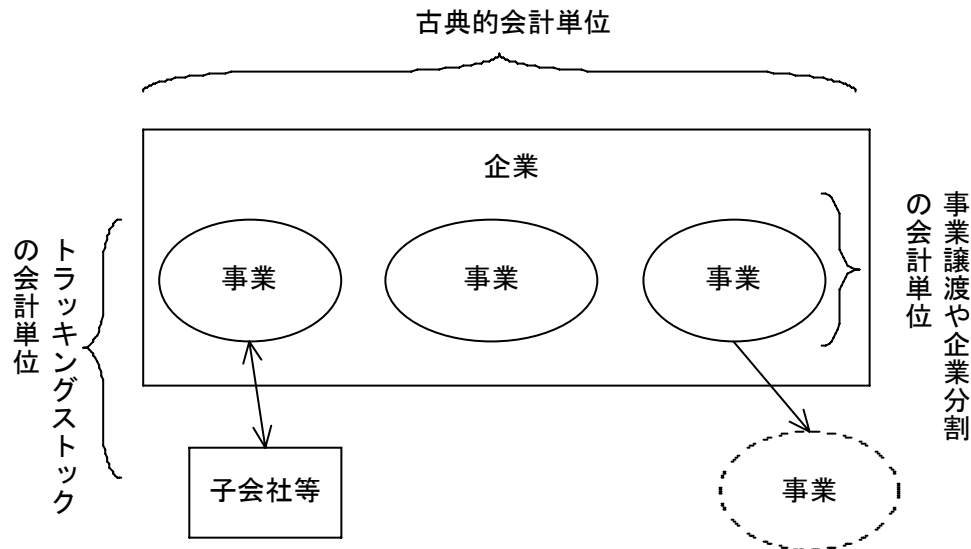 古典的会計単位
企業
事業
事業
事業
事業譲渡や企業分割
の会計単位
トラッキングストック
の会計単位
子会社等
事業